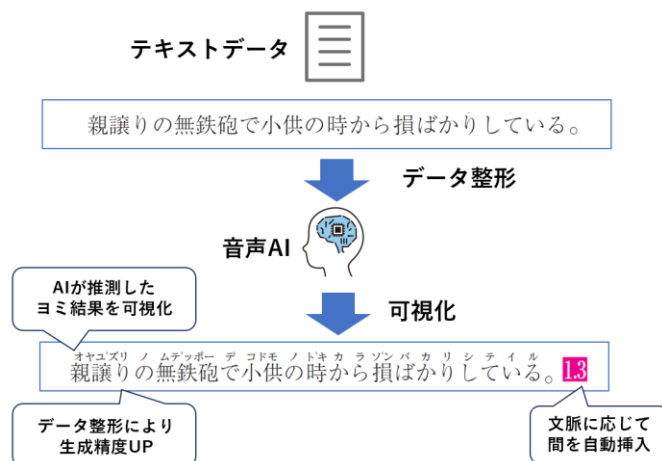 テキストデータ
親譲りの無鉄砲で小供の時から損ばかりしている。
データ整形
音声AI
AIが推測した
ヨミ結果を可視化
可視化
オヤユズリ ノ ムデッポー デ コドモ ノ ドキ カラ ゾン バカリ シテイル
親譲りの無鉄砲で小供の時から損ばかりしている。 1.3
データ整形により
生成精度UP
文脈に応じて
間を自動挿入